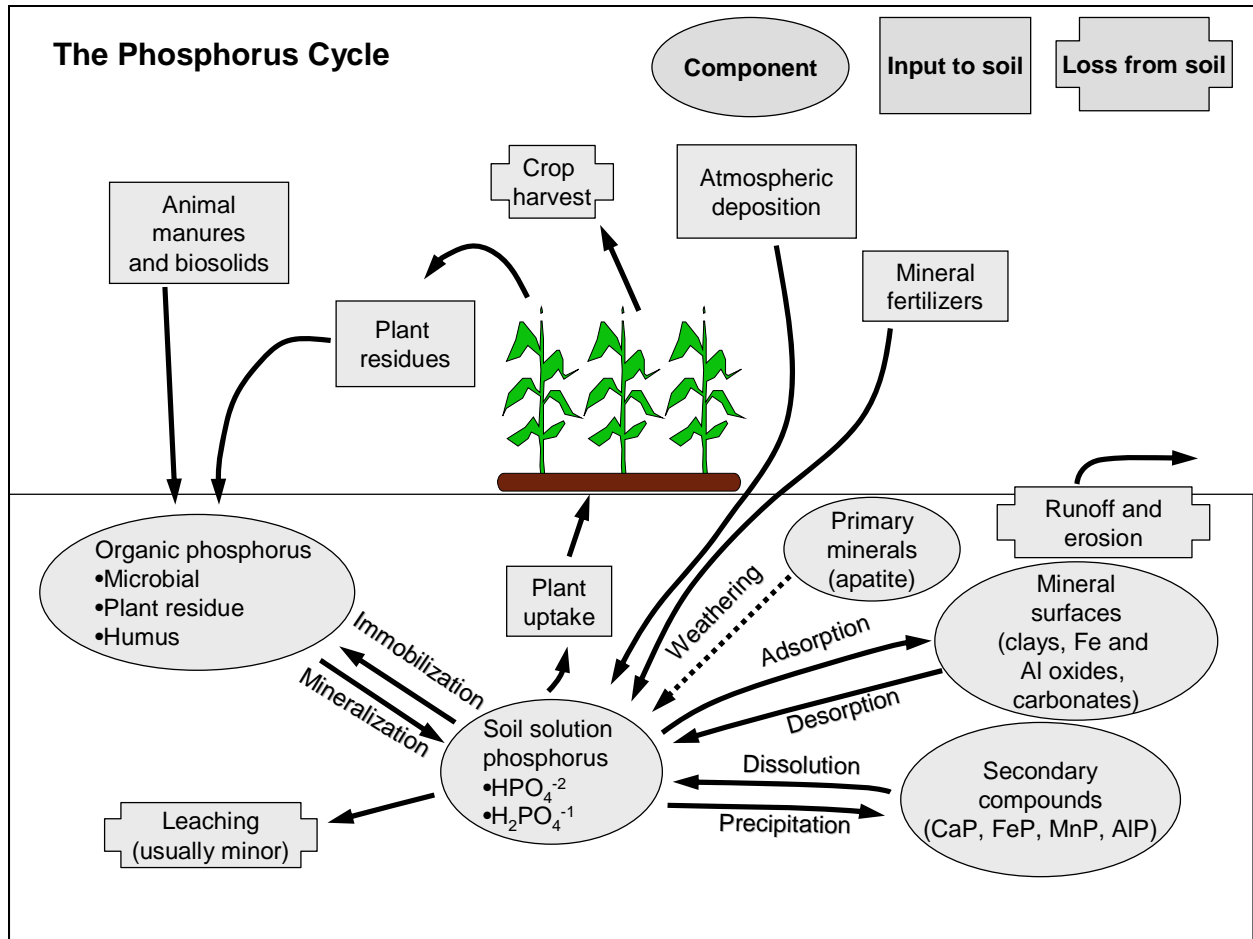 The Phosphorus Cycle
Component
Input to soil
Loss from soil
Crop
harvest
Atmospheric
deposition
Animal
manures
and biosolids
Mineral
fertilizers
Plant
residues
Organic phosphorus
•Microbial
•Plant residue
•Humus
Plant
uptake
Primary
minerals
(apatite)
Runoff and
erosion
Mineral
surfaces
(clays, Fe and
Al oxides,
carbonates)
Weathering
Adsorption
Desorption
Immobilization
Mineralization
Soil solution
phosphorus
•HPO₄⁻²
•H₂PO₄⁻¹
Dissolution
Precipitation
Secondary
compounds
(CaP, FeP, MnP, AlP)
Leaching
(usually minor)